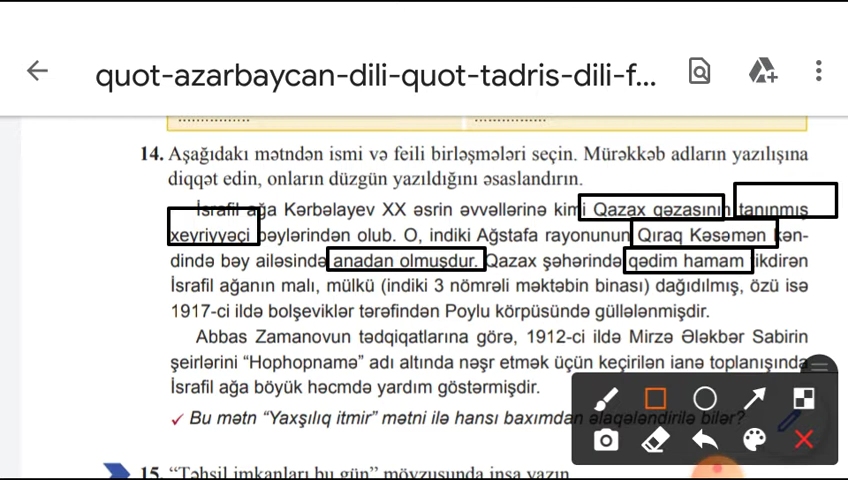 quot-azarbaycan-dili-quot-tadris-dili-f...
14. Aşağıdakı mətndən ismi və feili birləşmələri seçin. Mürəkkəb adların yazılışına
diqqət edin, onların düzgün yazıldığını əsaslandırın.
İsrafil ağa Kərbəlayev XX əsrin əvvəllərinə kimi Qazax qəzasının tanınmış
xeyriyyəçi bəylərindən olub. O, indiki Ağstafa rayonunun Qıraq Kəsəmən kən-
dində bəy ailəsində anadan olmuşdur. Qazax şəhərində qədim hamam tikdirən
İsrafil ağanın malı, mülkü (indiki 3 nömrəli məktəbin binası) dağıdılmış, özü isə
1917-ci ildə bolşeviklər tərəfindən Poylu körpüsündə güllələnmişdir.
Abbas Zamanovun tədqiqatlarına görə, 1912-ci ildə Mirzə Ələkbər Sabirin
şeirlərini “Hophopnamə” adı altında nəşr etmək üçün keçirilən ianə toplanışında
İsrafil ağa böyük həcmdə yardım göstərmişdir.
✓ Bu mətn “Yaxşılıq itmir” mətni ilə hansı baxımdan əlaqələndirilə bilər?
15. “Təhsil imkanları bu gün” mövzusunda inşa yazın.